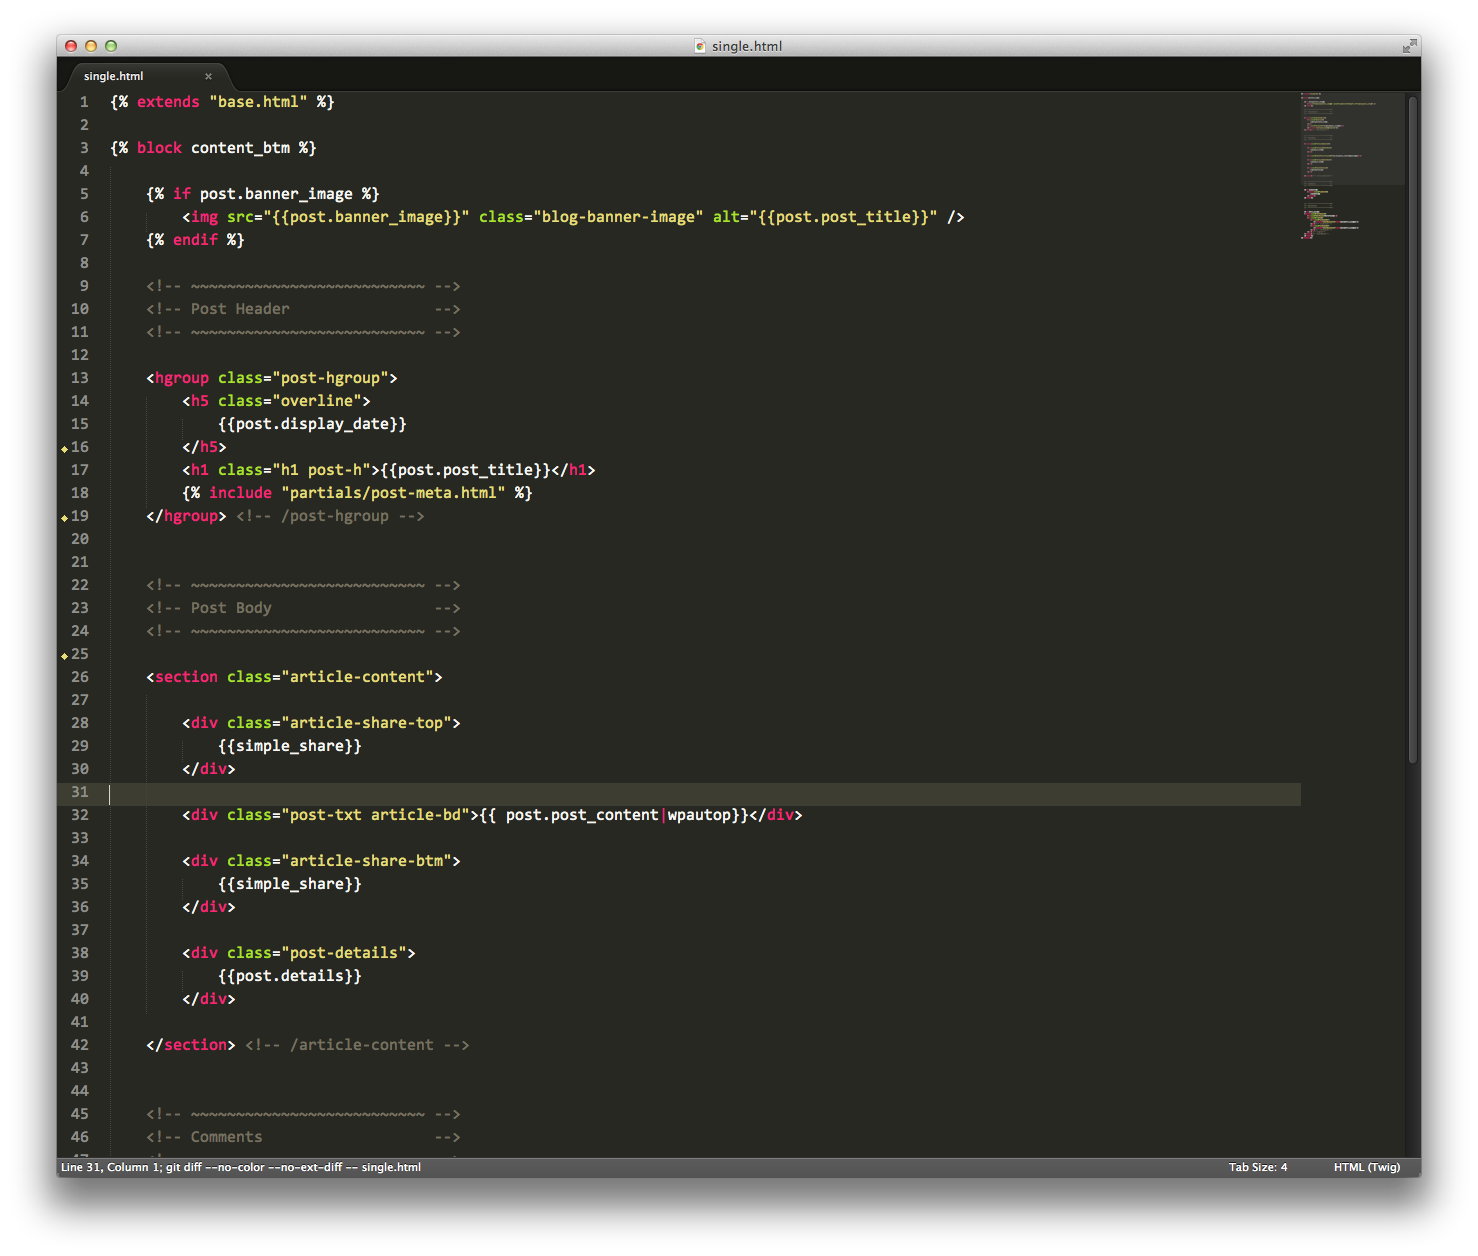 single.html
single.html ×
1 {% extends "base.html" %}
2
3 {% block content_btm %}
4
5 {% if post.banner_image %}
6 <img src="{{post.banner_image}}" class="blog-banner-image" alt="{{post.post_title}}" />
7 {% endif %}
8
9 <!-- ~~~~~~~~~~~~~~~~~~~~~~~~~~ -->
10 <!-- Post Header -->
11 <!-- ~~~~~~~~~~~~~~~~~~~~~~~~~~ -->
12
13 <hgroup class="post-hgroup">
14 <h5 class="overline">
15 {{post.display_date}}
16 </h5>
17 <h1 class="h1 post-h">{{post.post_title}}</h1>
18 {% include "partials/post-meta.html" %}
19 </hgroup> <!-- /post-hgroup -->
20
21
22 <!-- ~~~~~~~~~~~~~~~~~~~~~~~~~~ -->
23 <!-- Post Body -->
24 <!-- ~~~~~~~~~~~~~~~~~~~~~~~~~~ -->
25
26 <section class="article-content">
27
28 <div class="article-share-top">
29 {{simple_share}}
30 </div>
31
32 <div class="post-txt article-bd">{{ post.post_content|wpautop}}</div>
33
34 <div class="article-share-btm">
35 {{simple_share}}
36 </div>
37
38 <div class="post-details">
39 {{post.details}}
40 </div>
41
42 </section> <!-- /article-content -->
43
44
45 <!-- ~~~~~~~~~~~~~~~~~~~~~~~~~~ -->
46 <!-- Comments -->
Line 31, Column 1; git diff --no-color --no-ext-diff -- single.html
Tab Size: 4
HTML (Twig)